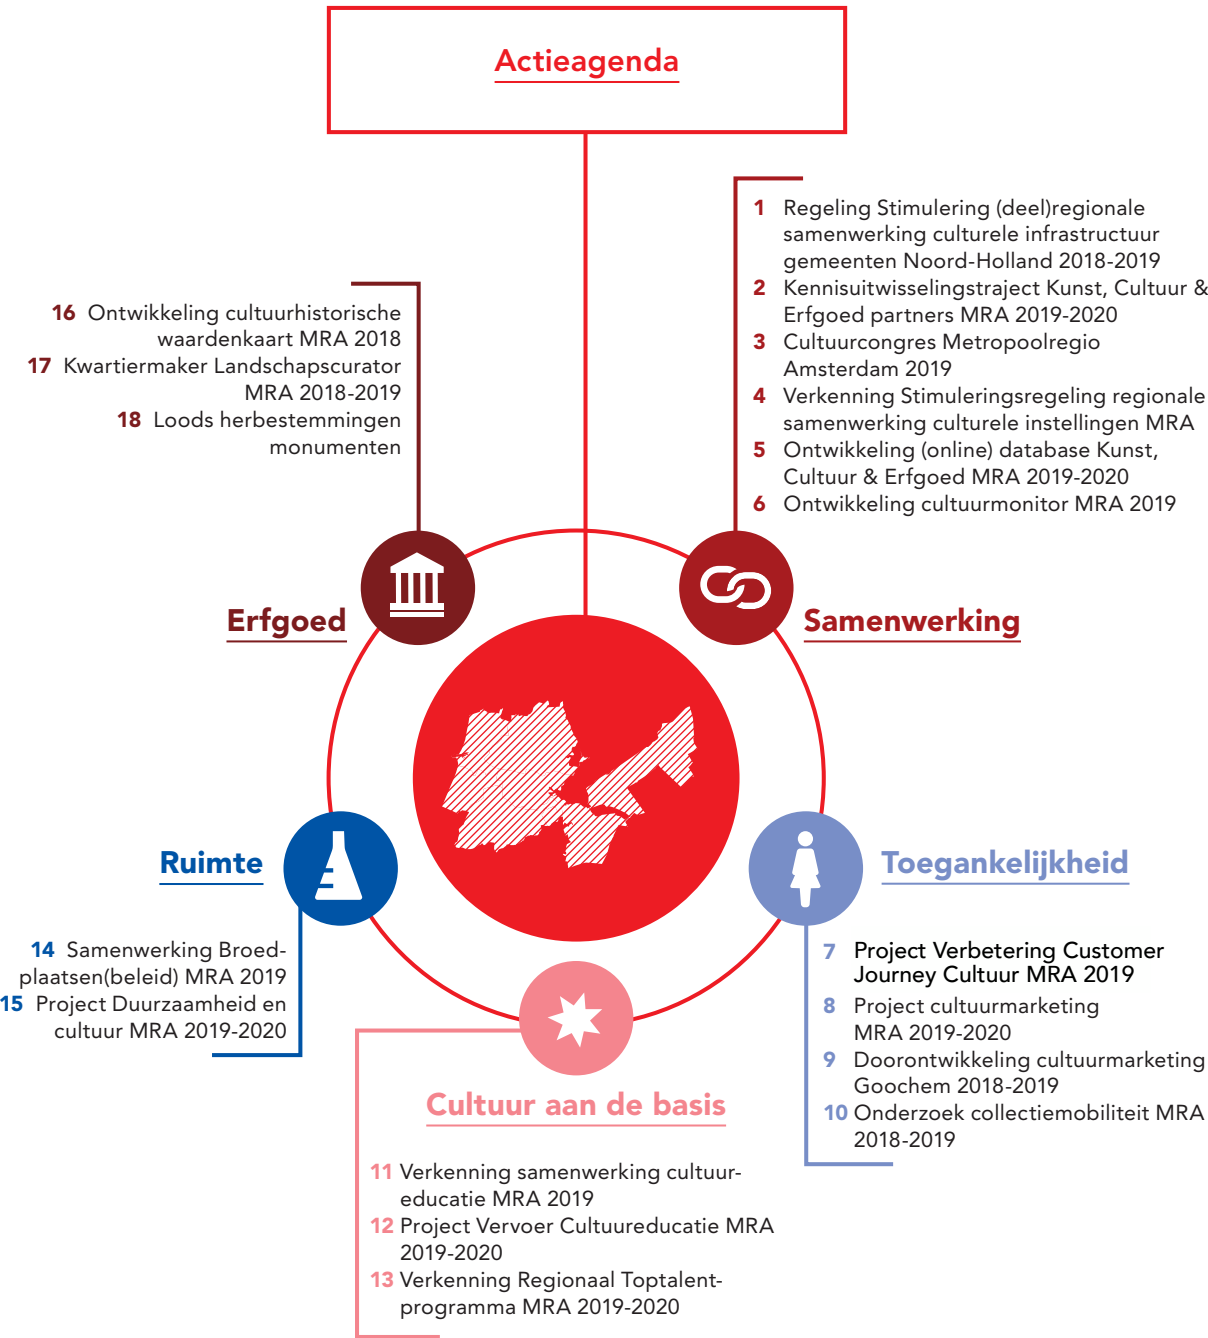 Actieagenda
1 Regeling Stimulering (deel)regionale
samenwerking culturele infrastructuur
gemeenten Noord-Holland 2018-2019
2 Kennisuitwisselingstraject Kunst, Cultuur &
Erfgoed partners MRA 2019-2020
3 Cultuurcongres Metropoolregio
Amsterdam 2019
4 Verkenning Stimuleringsregeling regionale
samenwerking culturele instellingen MRA
5 Ontwikkeling (online) database Kunst,
Cultuur & Erfgoed MRA 2019-2020
6 Ontwikkeling cultuurmonitor MRA 2019
Samenwerking
16 Ontwikkeling cultuurhistorische
waardenkaart MRA 2018
17 Kwartiermaker Landschapscurator
MRA 2018-2019
18 Loods herbestemmingen
monumenten
Erfgoed
Toegankelijkheid
7 Project Verbetering Customer
Journey Cultuur MRA 2019
8 Project cultuurmarketing
MRA 2019-2020
9 Doorontwikkeling cultuurmarketing
Goochem 2018-2019
10 Onderzoek collectiemobiliteit MRA
2018-2019
Ruimte
14 Samenwerking Broed-
plaatsen(beleid) MRA 2019
15 Project Duurzaamheid en
cultuur MRA 2019-2020
Cultuur aan de basis
11 Verkenning samenwerking cultuur-
educatie MRA 2019
12 Project Vervoer Cultuureducatie MRA
2019-2020
13 Verkenning Regionaal Toptalent-
programma MRA 2019-2020